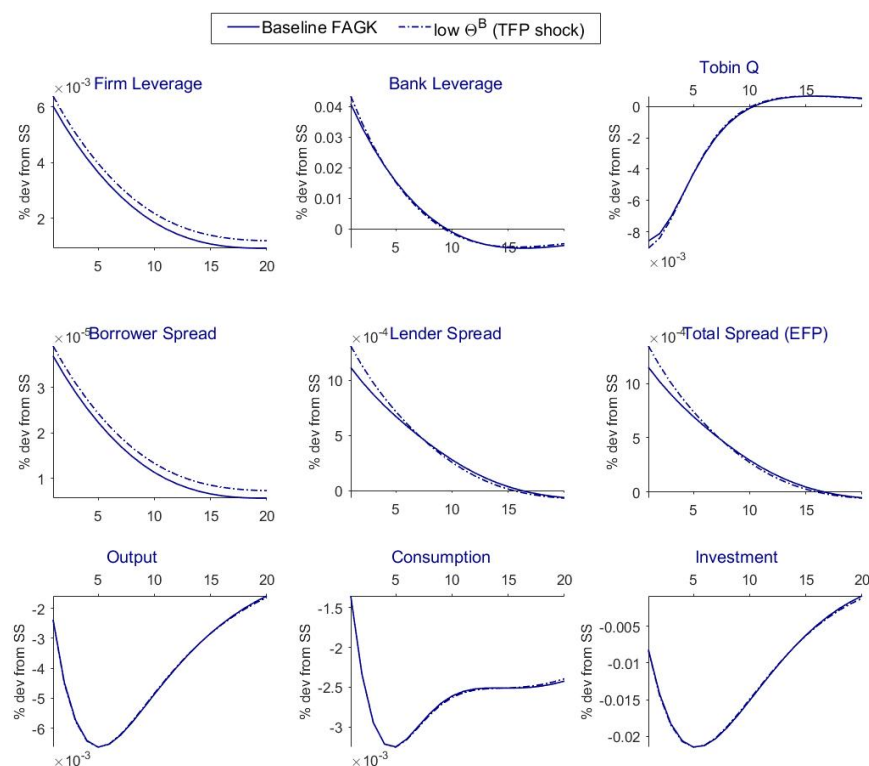 Baseline FAGK low Θ^B (TFP shock)
×10^-3 Firm Leverage
% dev from SS
6
4
2
5 10 15 20
Bank Leverage
% dev from SS
0.04
0.03
0.02
0.01
0
5 15
Tobin Q
% dev from SS
5 15
0
-2
-4
-6
-8
×10^-3
×10^-5 Borrower Spread
% dev from SS
3
2
1
5 10 15 20
×10^-4 Lender Spread
% dev from SS
10
5
0
5 10 15
×10^-4 Total Spread (EFP)
% dev from SS
10
5
0
5 10 15
Output
5 10 15 20
% dev from SS
-2
-3
-4
-5
-6
×10^-3
Consumption
5 10 15 20
% dev from SS
-1.5
-2
-2.5
-3
×10^-3
Investment
5 10 15 20
% dev from SS
-0.005
-0.01
-0.015
-0.02